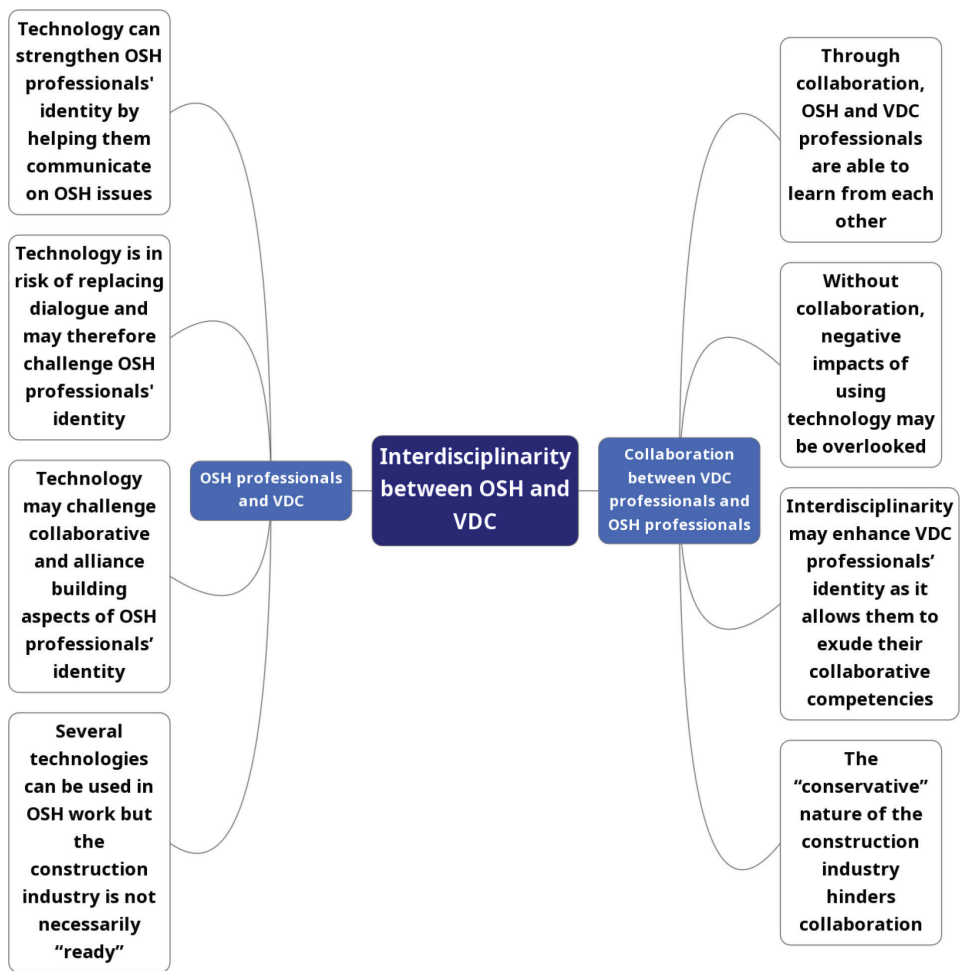 Technology can
strengthen OSH
professionals'
identity by
helping them
communicate
on OSH issues
Technology is in
risk of replacing
dialogue and
may therefore
challenge OSH
professionals'
identity
Technology
may challenge
collaborative
and alliance
building
aspects of OSH
professionals’
identity
Several
technologies
can be used in
OSH work but
the
construction
industry is not
necessarily
“ready”
OSH professionals
and VDC
Interdisciplinarity
between OSH and
VDC
Collaboration
between VDC
professionals and
OSH professionals
Through
collaboration,
OSH and VDC
professionals
are able to
learn from each
other
Without
collaboration,
negative
impacts of
using
technology may
be overlooked
Interdisciplinarity
may enhance VDC
professionals’
identity as it
allows them to
exude their
collaborative
competencies
The
“conservative”
nature of the
construction
industry
hinders
collaboration